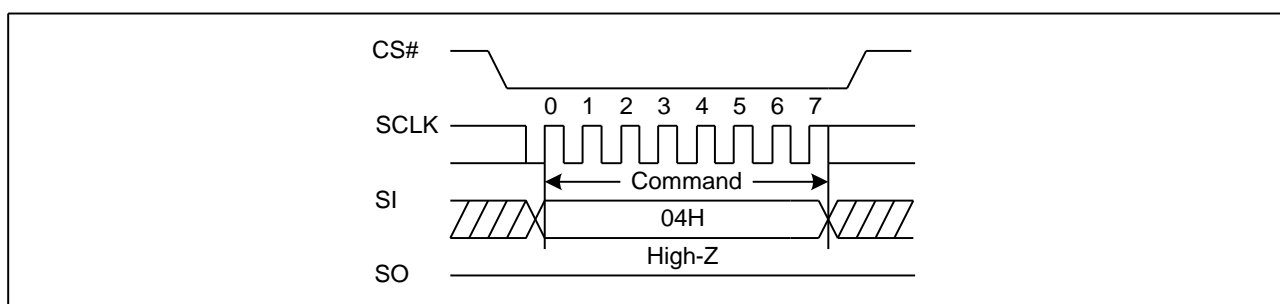 CS#
0 1 2 3 4 5 6 7
SCLK
Command
SI
04H
High-Z
SO